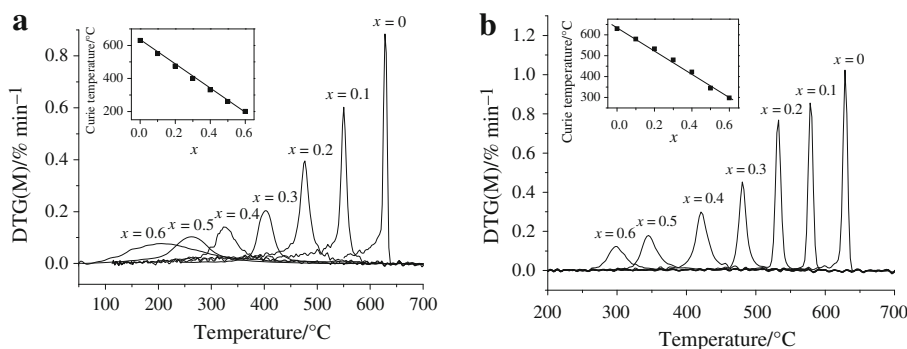 a
DTG(M)/% min⁻¹
0.8
0.6
0.4
0.2
0.0
100
200
300
400
500
600
700
Temperature/°C
x = 0
x = 0.1
x = 0.2
x = 0.3
x = 0.4
x = 0.5
x = 0.6
Curie temperature/°C
600
400
200
0.0
0.2
0.4
0.6
x
b
DTG(M)/% min⁻¹
1.2
1.0
0.8
0.6
0.4
0.2
0.0
200
300
400
500
600
700
Temperature/°C
x = 0
x = 0.1
x = 0.2
x = 0.3
x = 0.4
x = 0.5
x = 0.6
Curie temperature/°C
600
500
400
300
0.0
0.2
0.4
0.6
x